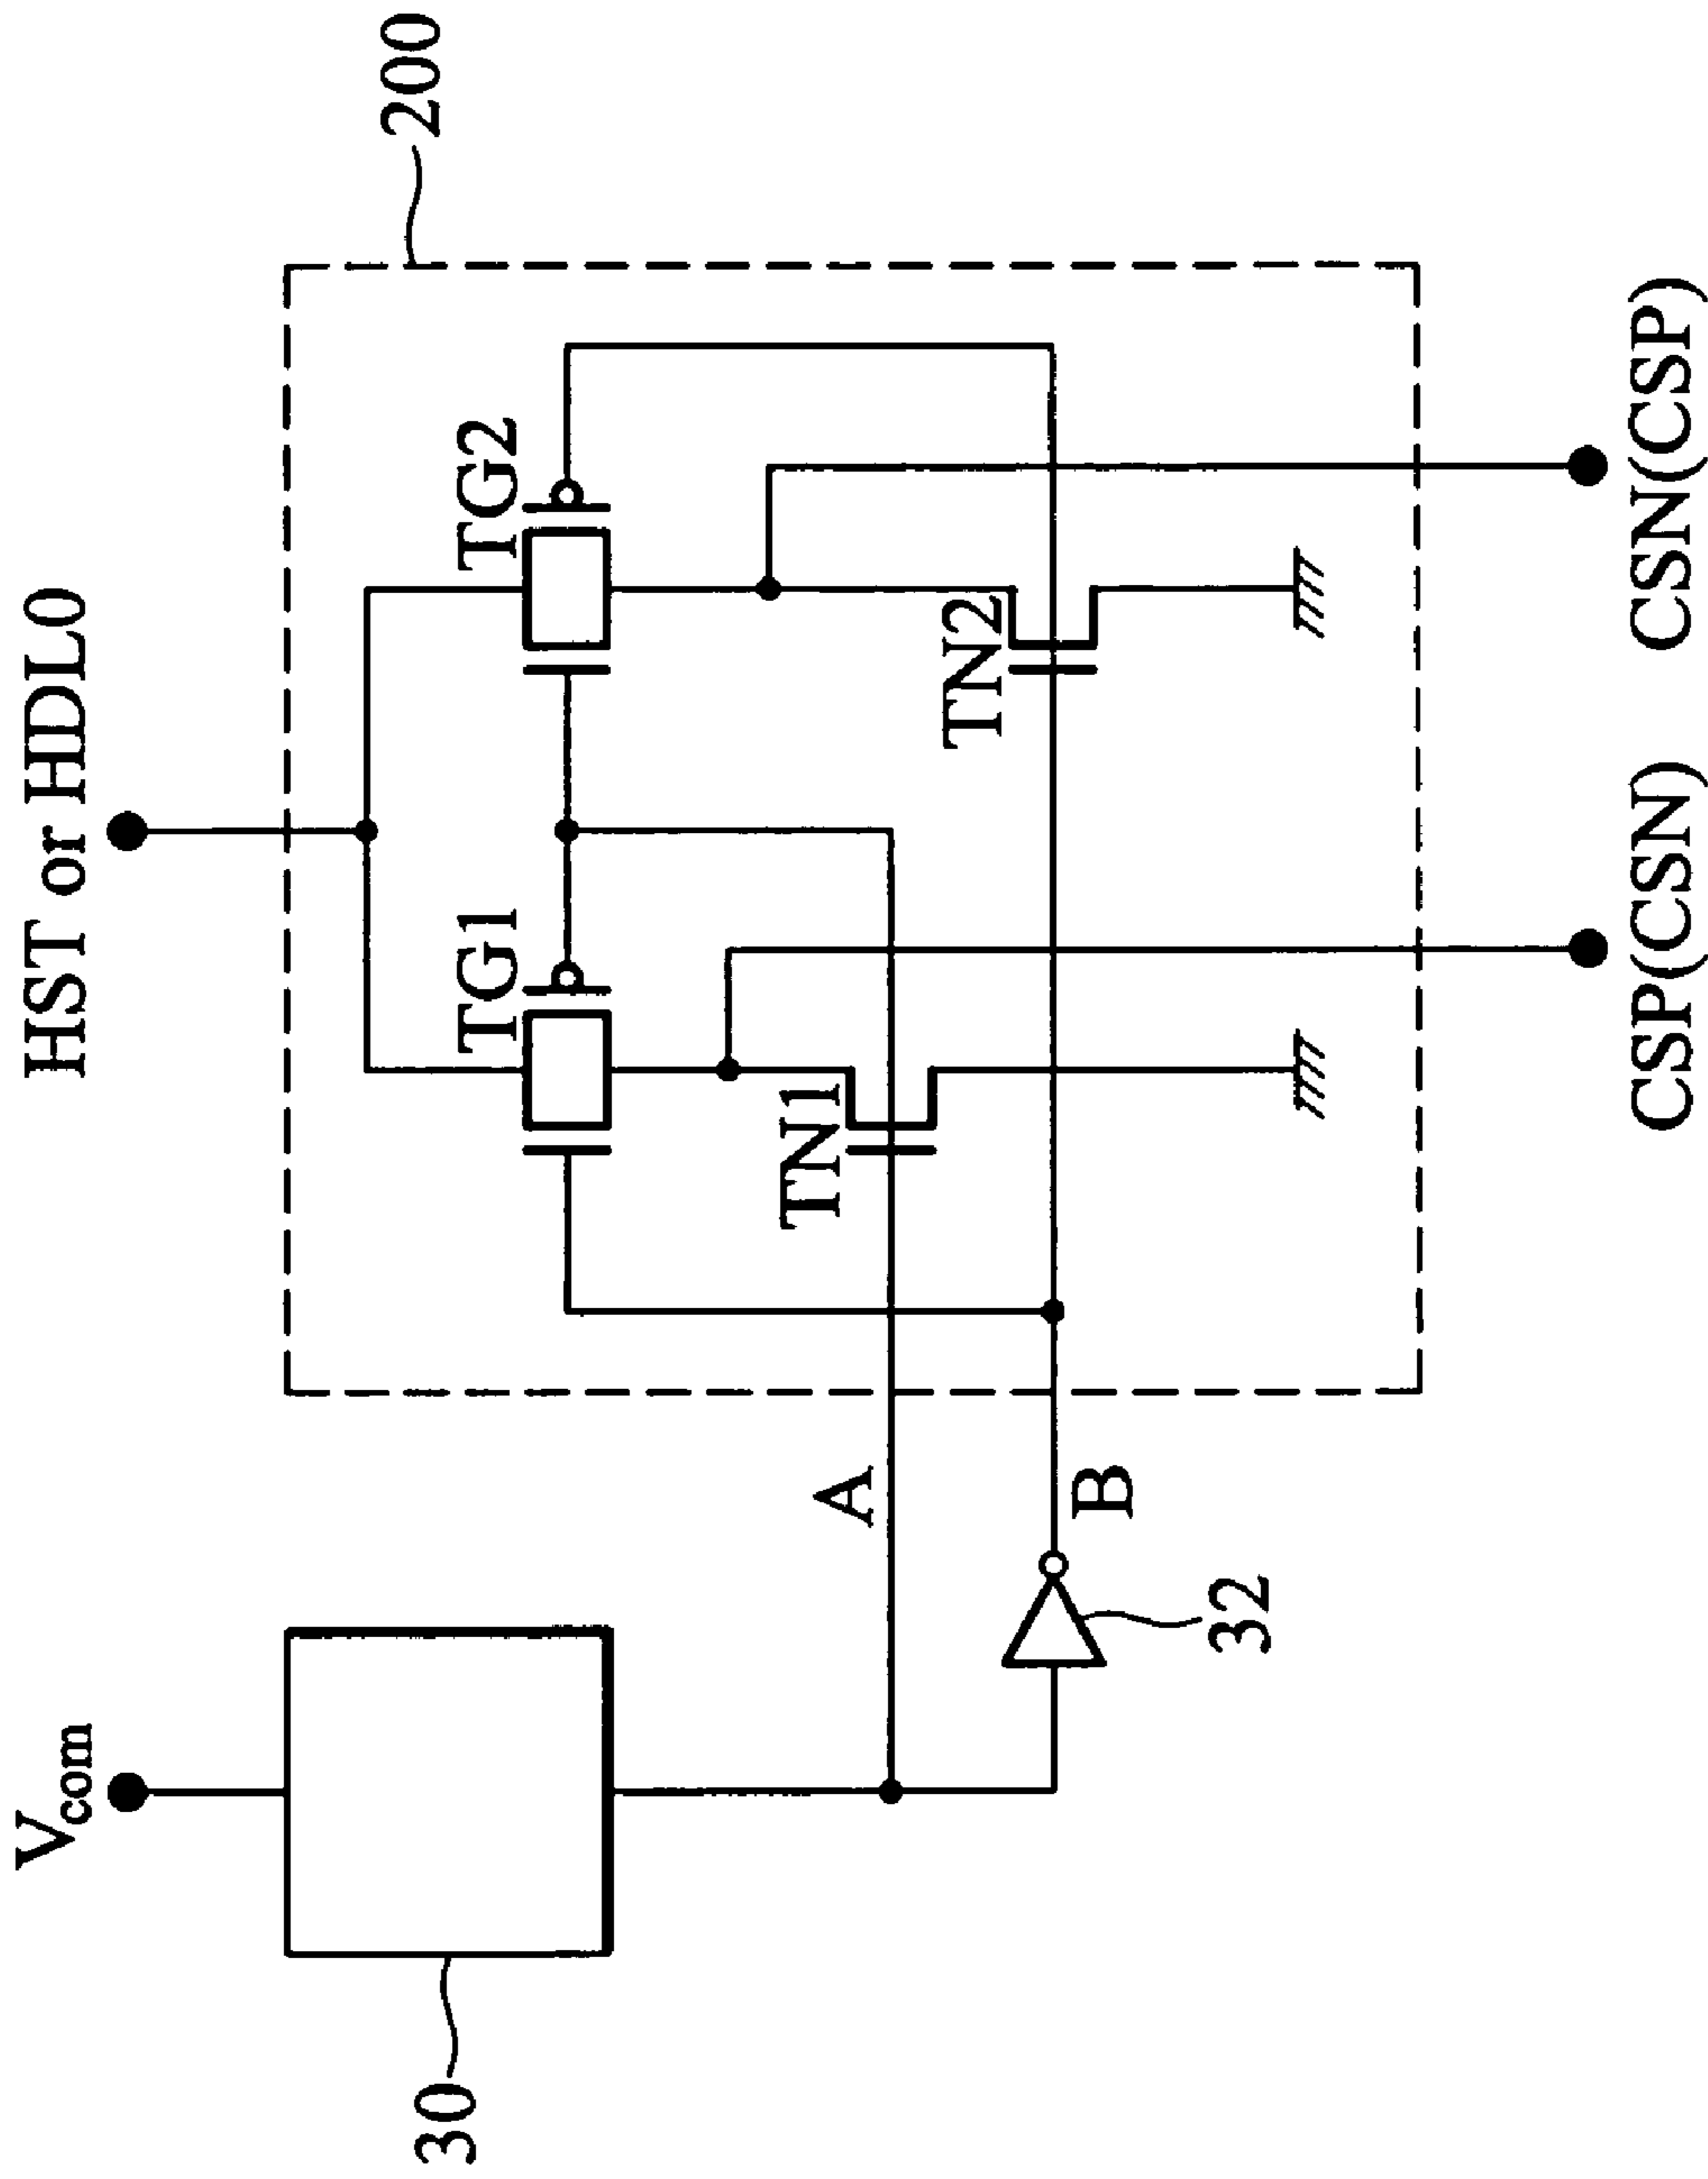 HST or HDL0
Vcom
200
TG1
TG2
TN1
TN2
A
B
30
32
CSP(CSN)
CSN(CSP)